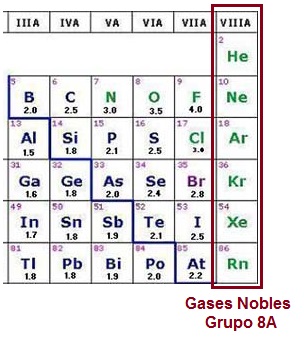 IIIA IVA VA VIA VIIA VIIIA
2
He
5 6 7 8 9 10
B C N O F Ne
2.0 2.5 3.0 3.5 4.0
13 14 15 16 17 18
Al Si P S Cl Ar
1.5 1.8 2.1 2.5
31 32 33 34 35 36
Ga Ge As Se Br Kr
1.6 1.8 2.0 2.4 2.8
49 50 51 52 53 54
In Sn Sb Te I Xe
1.7 1.8 1.9 2.1 2.5
81 82 83 84 85 86
Tl Pb Bi Po At Rn
1.8 1.8 1.9 2.0 2.2
Gases Nobles
Grupo 8A